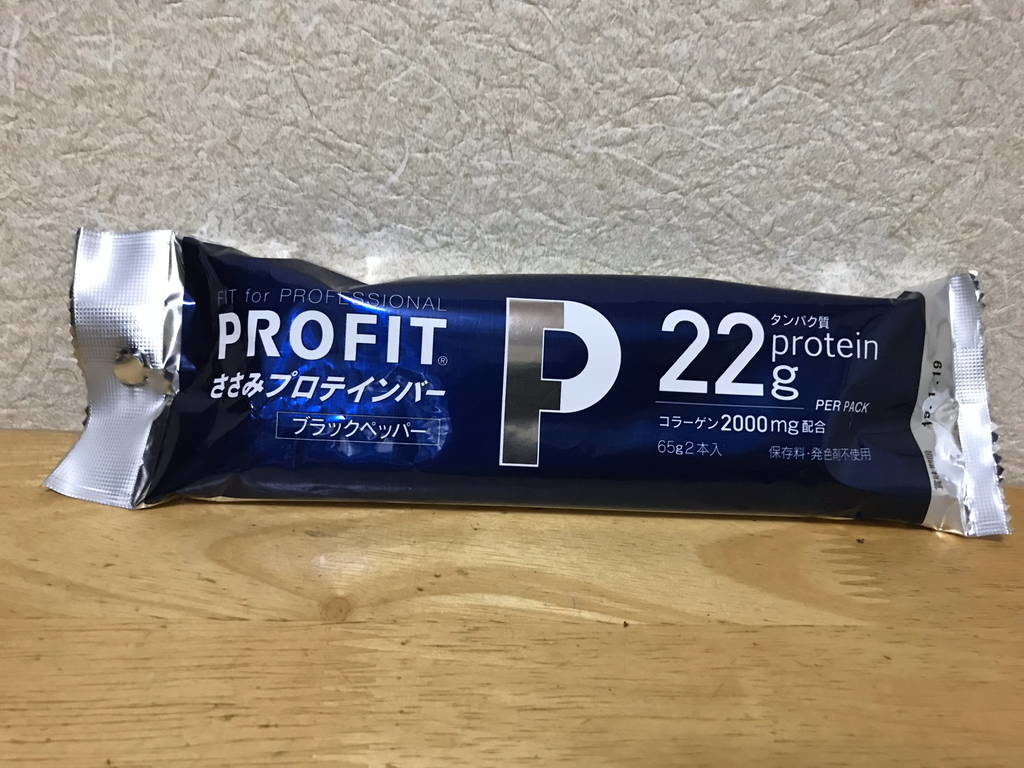 FIT for PROFESSIONAL
PROFIT®
ささみプロテインバー
ブラックペッパー
P
22g
タンパク質
protein
PER PACK
コラーゲン2000mg配合
65g2本入
保存料・発色剤不使用